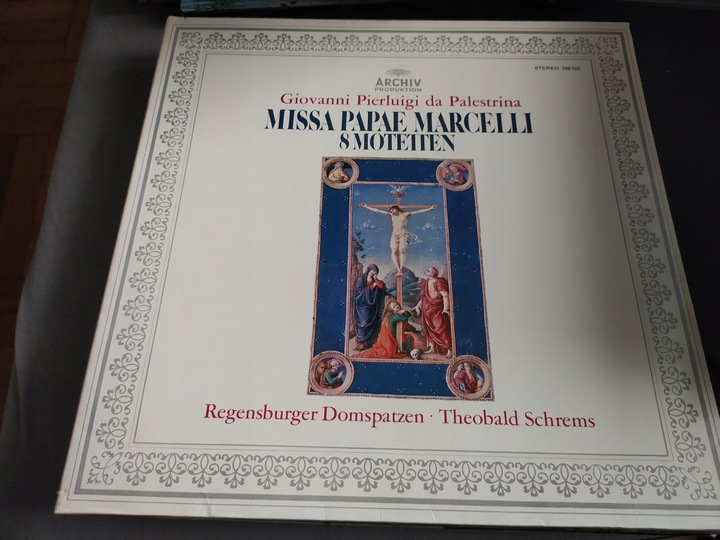 STEREO
ARCHIV
PRODUKTION
Giovanni Pierluigi da Palestrina
MISSA PAPAE MARCELLI
8 MOTETTEN
Regensburger Domspatzen · Theobald Schrems